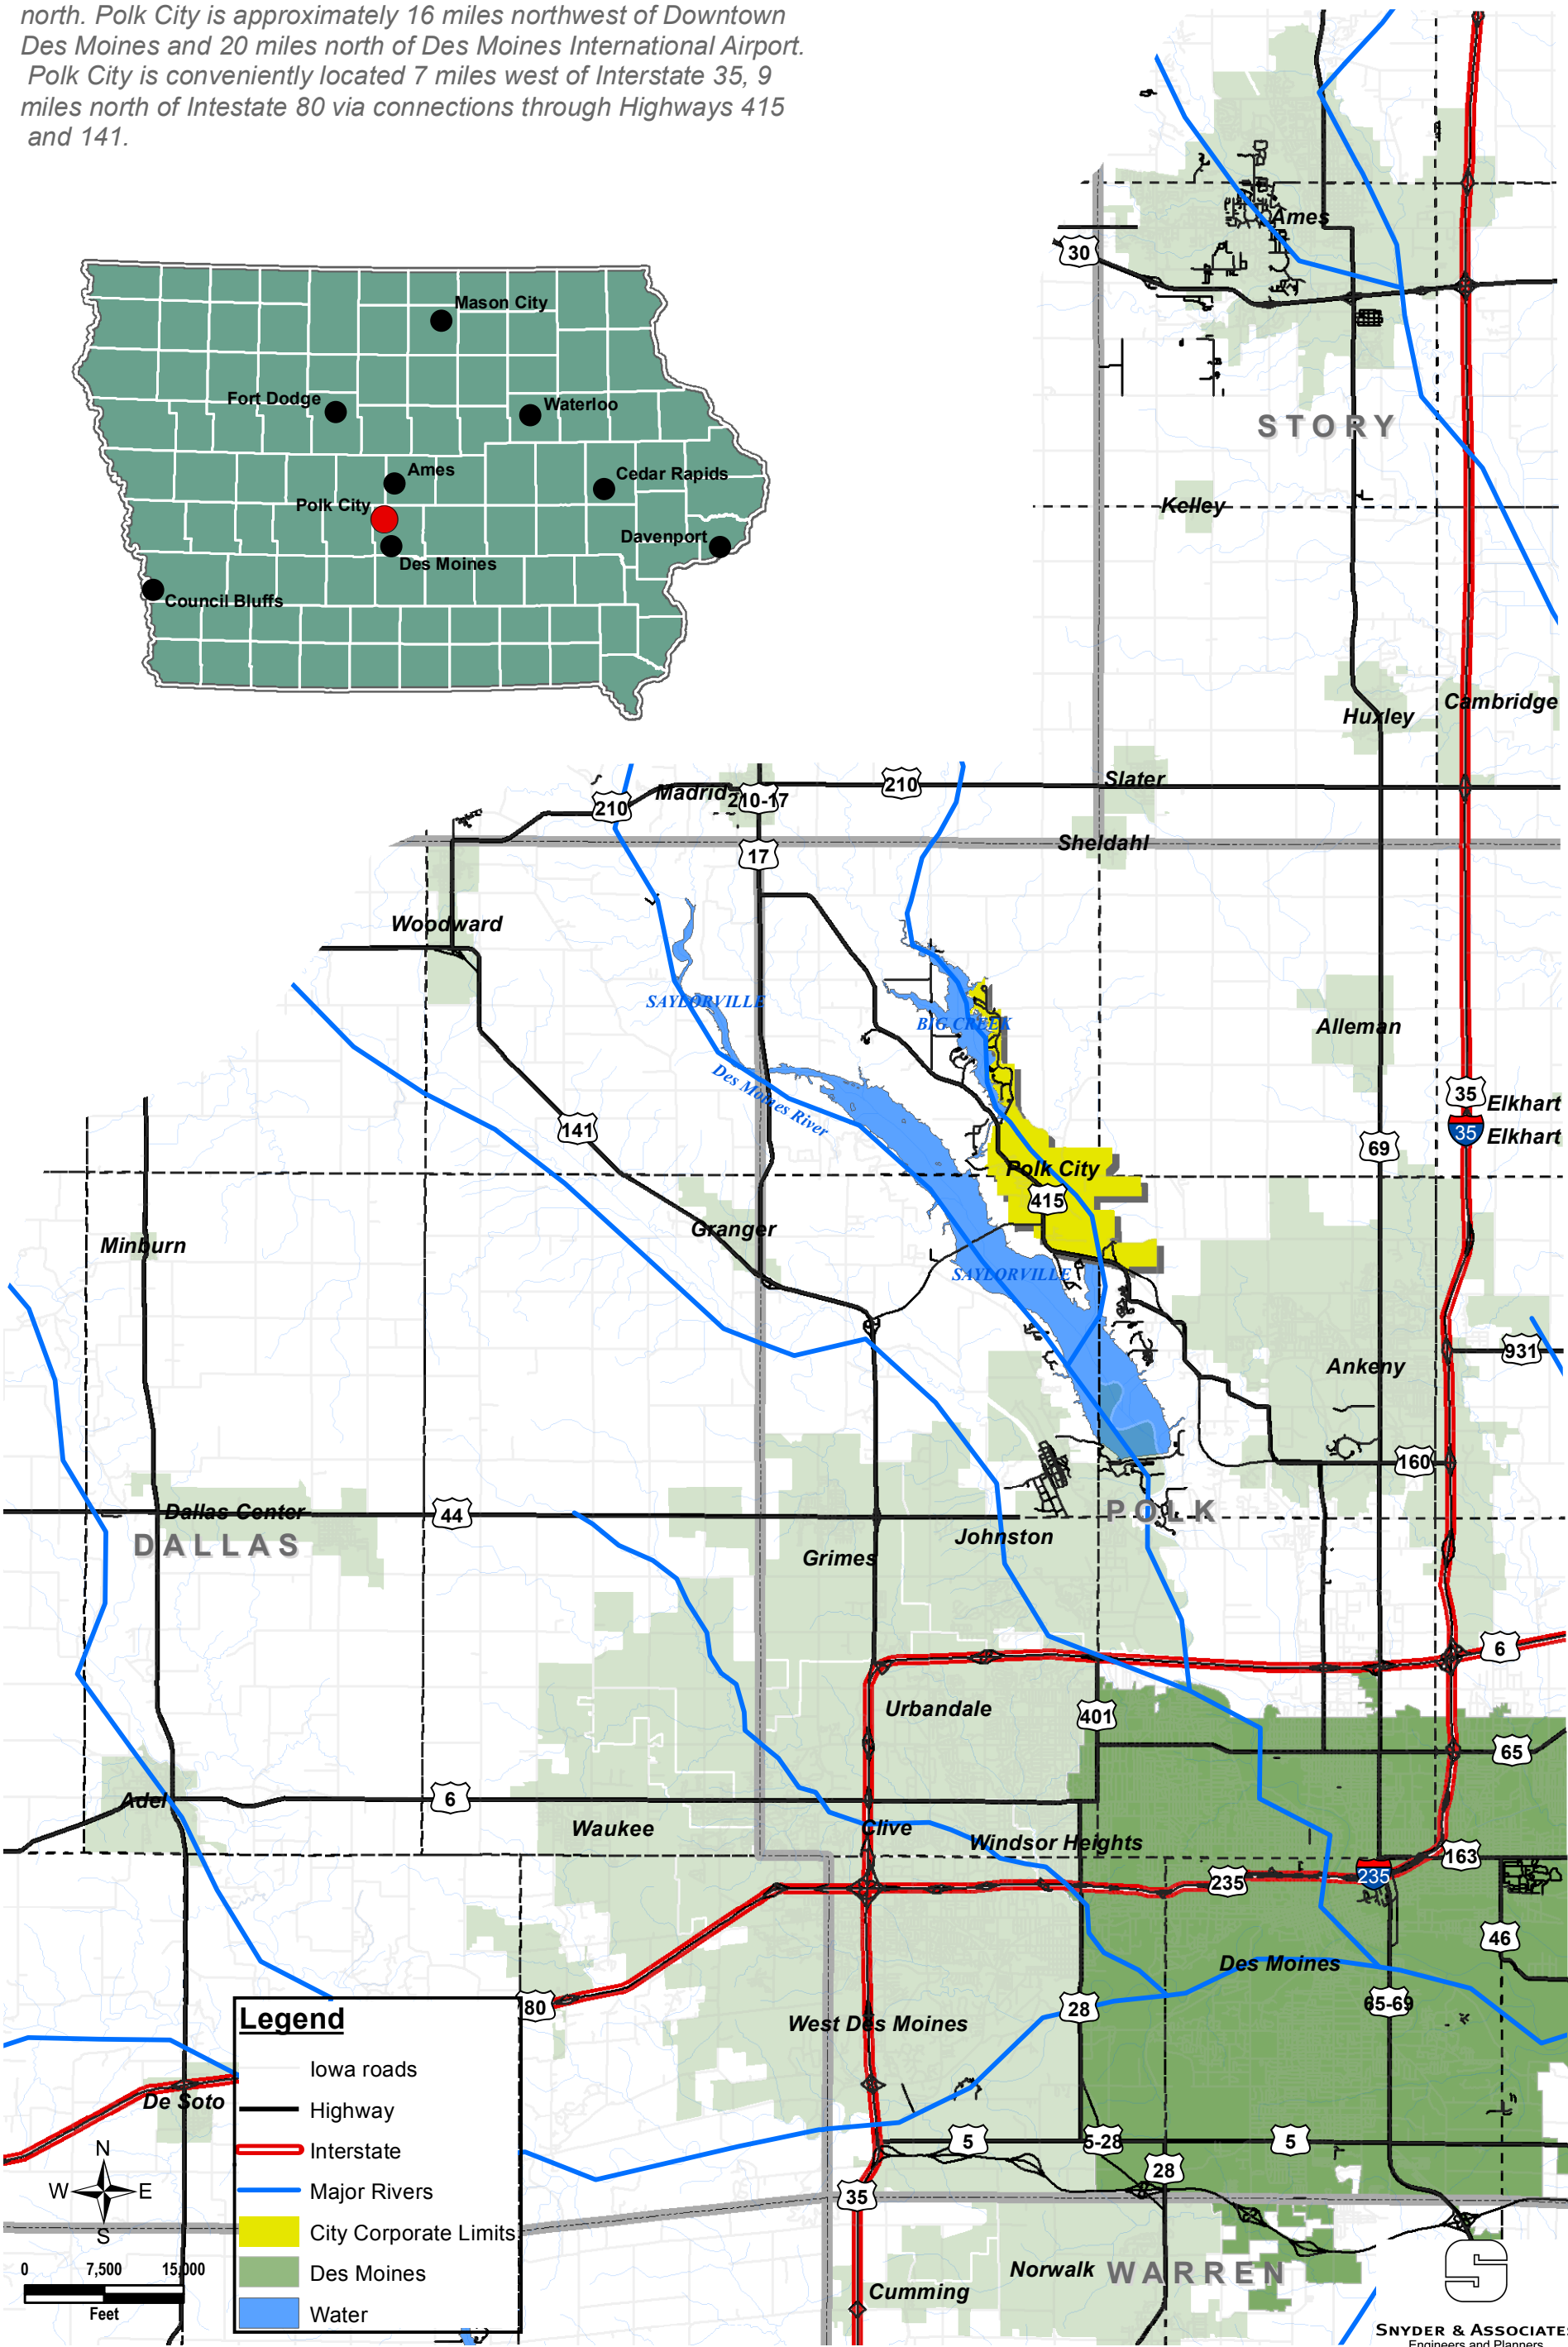 north. Polk City is approximately 16 miles northwest of Downtown
Des Moines and 20 miles north of Des Moines International Airport.
Polk City is conveniently located 7 miles west of Interstate 35, 9
miles north of Intestate 80 via connections through Highways 415
and 141.
Mason City
Fort Dodge
Waterloo
Ames
Cedar Rapids
Polk City
Davenport
Des Moines
Council Bluffs
Ames
30
STORY
Kelley
Cambridge
Huxley
Slater
210
Madrid
210-17
210
Sheldahl
17
Woodward
SAYLORVILLE
BIG CREEK
Alleman
Des Moines River
35
Elkhart
35
Elkhart
141
69
Polk City
415
Granger
Minburn
SAYLORVILLE
931
Ankeny
160
Dallas Center
44
POLK
DALLAS
Johnston
Grimes
6
Urbandale
401
65
Adel
6
Waukee
Clive
Windsor Heights
163
235
235
46
Des Moines
80
28
65-69
West Des Moines
De Soto
5
5-28
5
28
35
Norwalk
WARREN
Cumming
Legend
Iowa roads
Highway
Interstate
Major Rivers
City Corporate Limits
Des Moines
Water
N
W
E
S
0
7,500
15,000
Feet
S
SNYDER & ASSOCIATE
Engineers and Planners